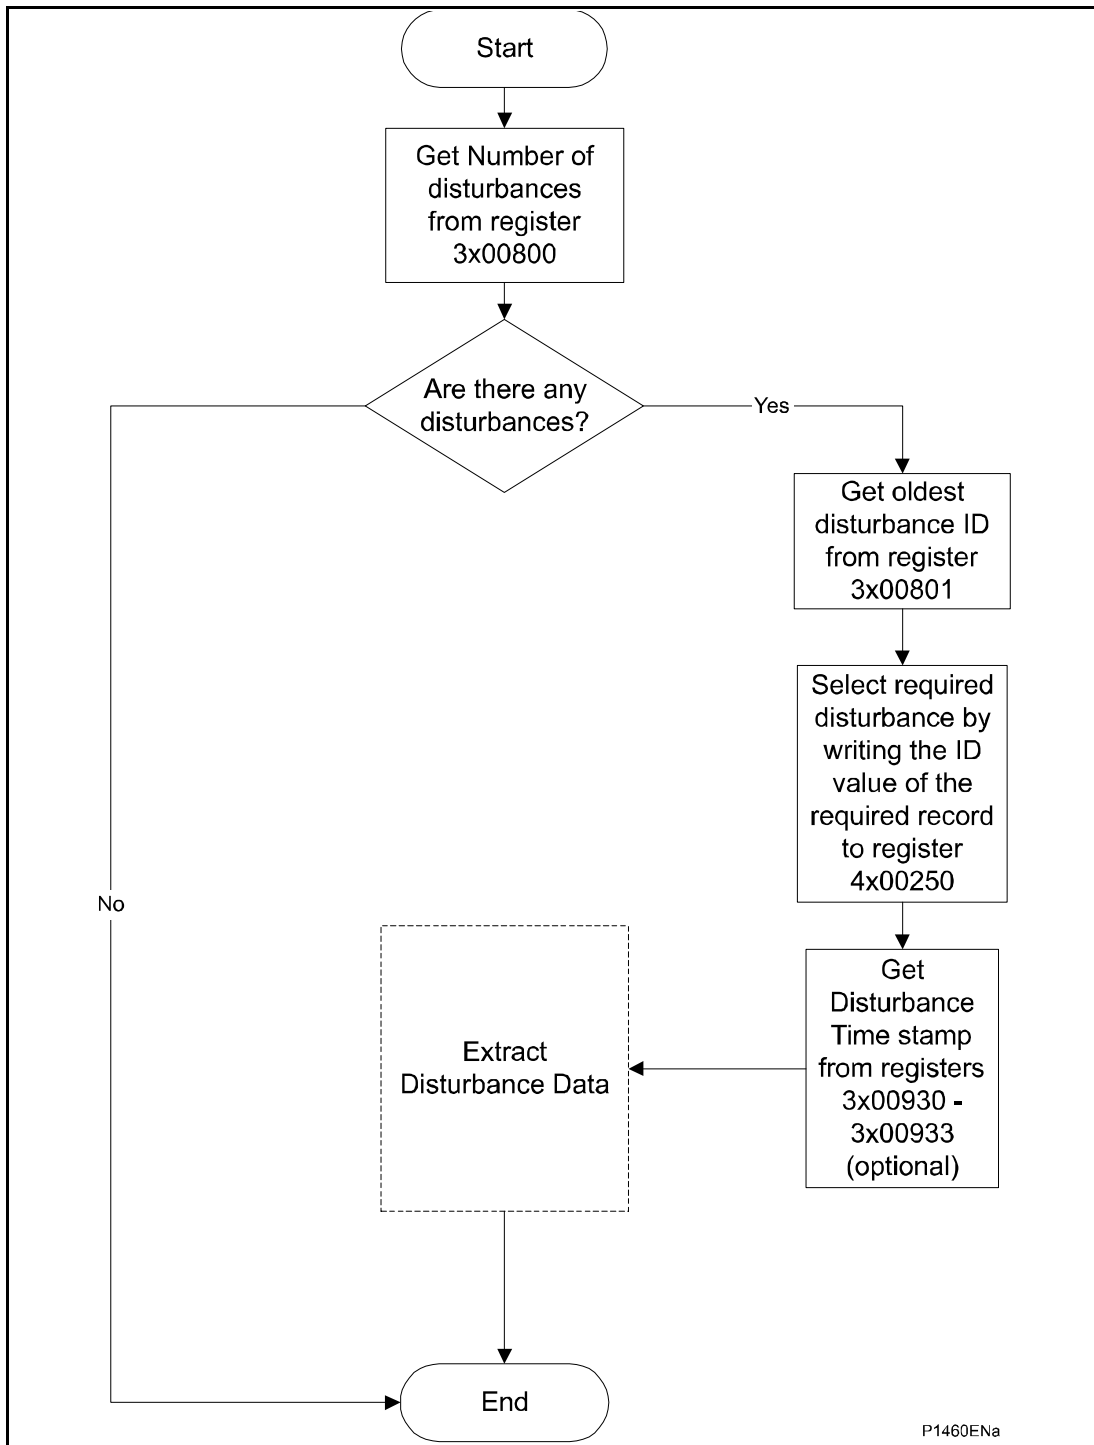 Start
Get Number of
disturbances
from register
3x00800
Are there any
disturbances?
Yes
Get oldest
disturbance ID
from register
3x00801
Select required
disturbance by
writing the ID
value of the
required record
to register
4x00250
No
Get
Disturbance
Time stamp
from registers
3x00930 -
3x00933
(optional)
Extract
Disturbance Data
End
P1460ENa